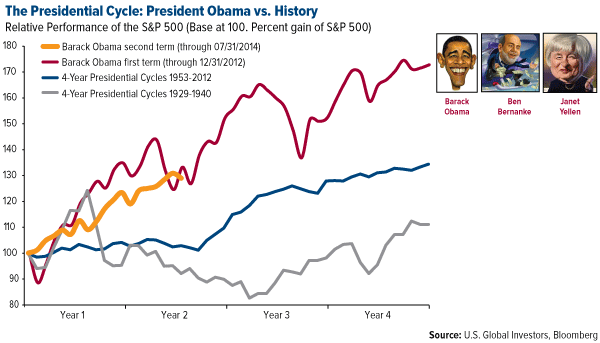 The Presidential Cycle: President Obama vs. History
Relative Performance of the S&P 500 (Base at 100. Percent gain of S&P 500)
180
170
160
150
140
130
120
110
100
90
80
Barack Obama second term (through 07/31/2014)
Barack Obama first term (through 12/31/2012)
4-Year Presidential Cycles 1953-2012
4-Year Presidential Cycles 1929-1940
Year 1
Year 2
Year 3
Year 4
Barack
Obama
Ben
Bernanke
Janet
Yellen
Source: U.S. Global Investors, Bloomberg